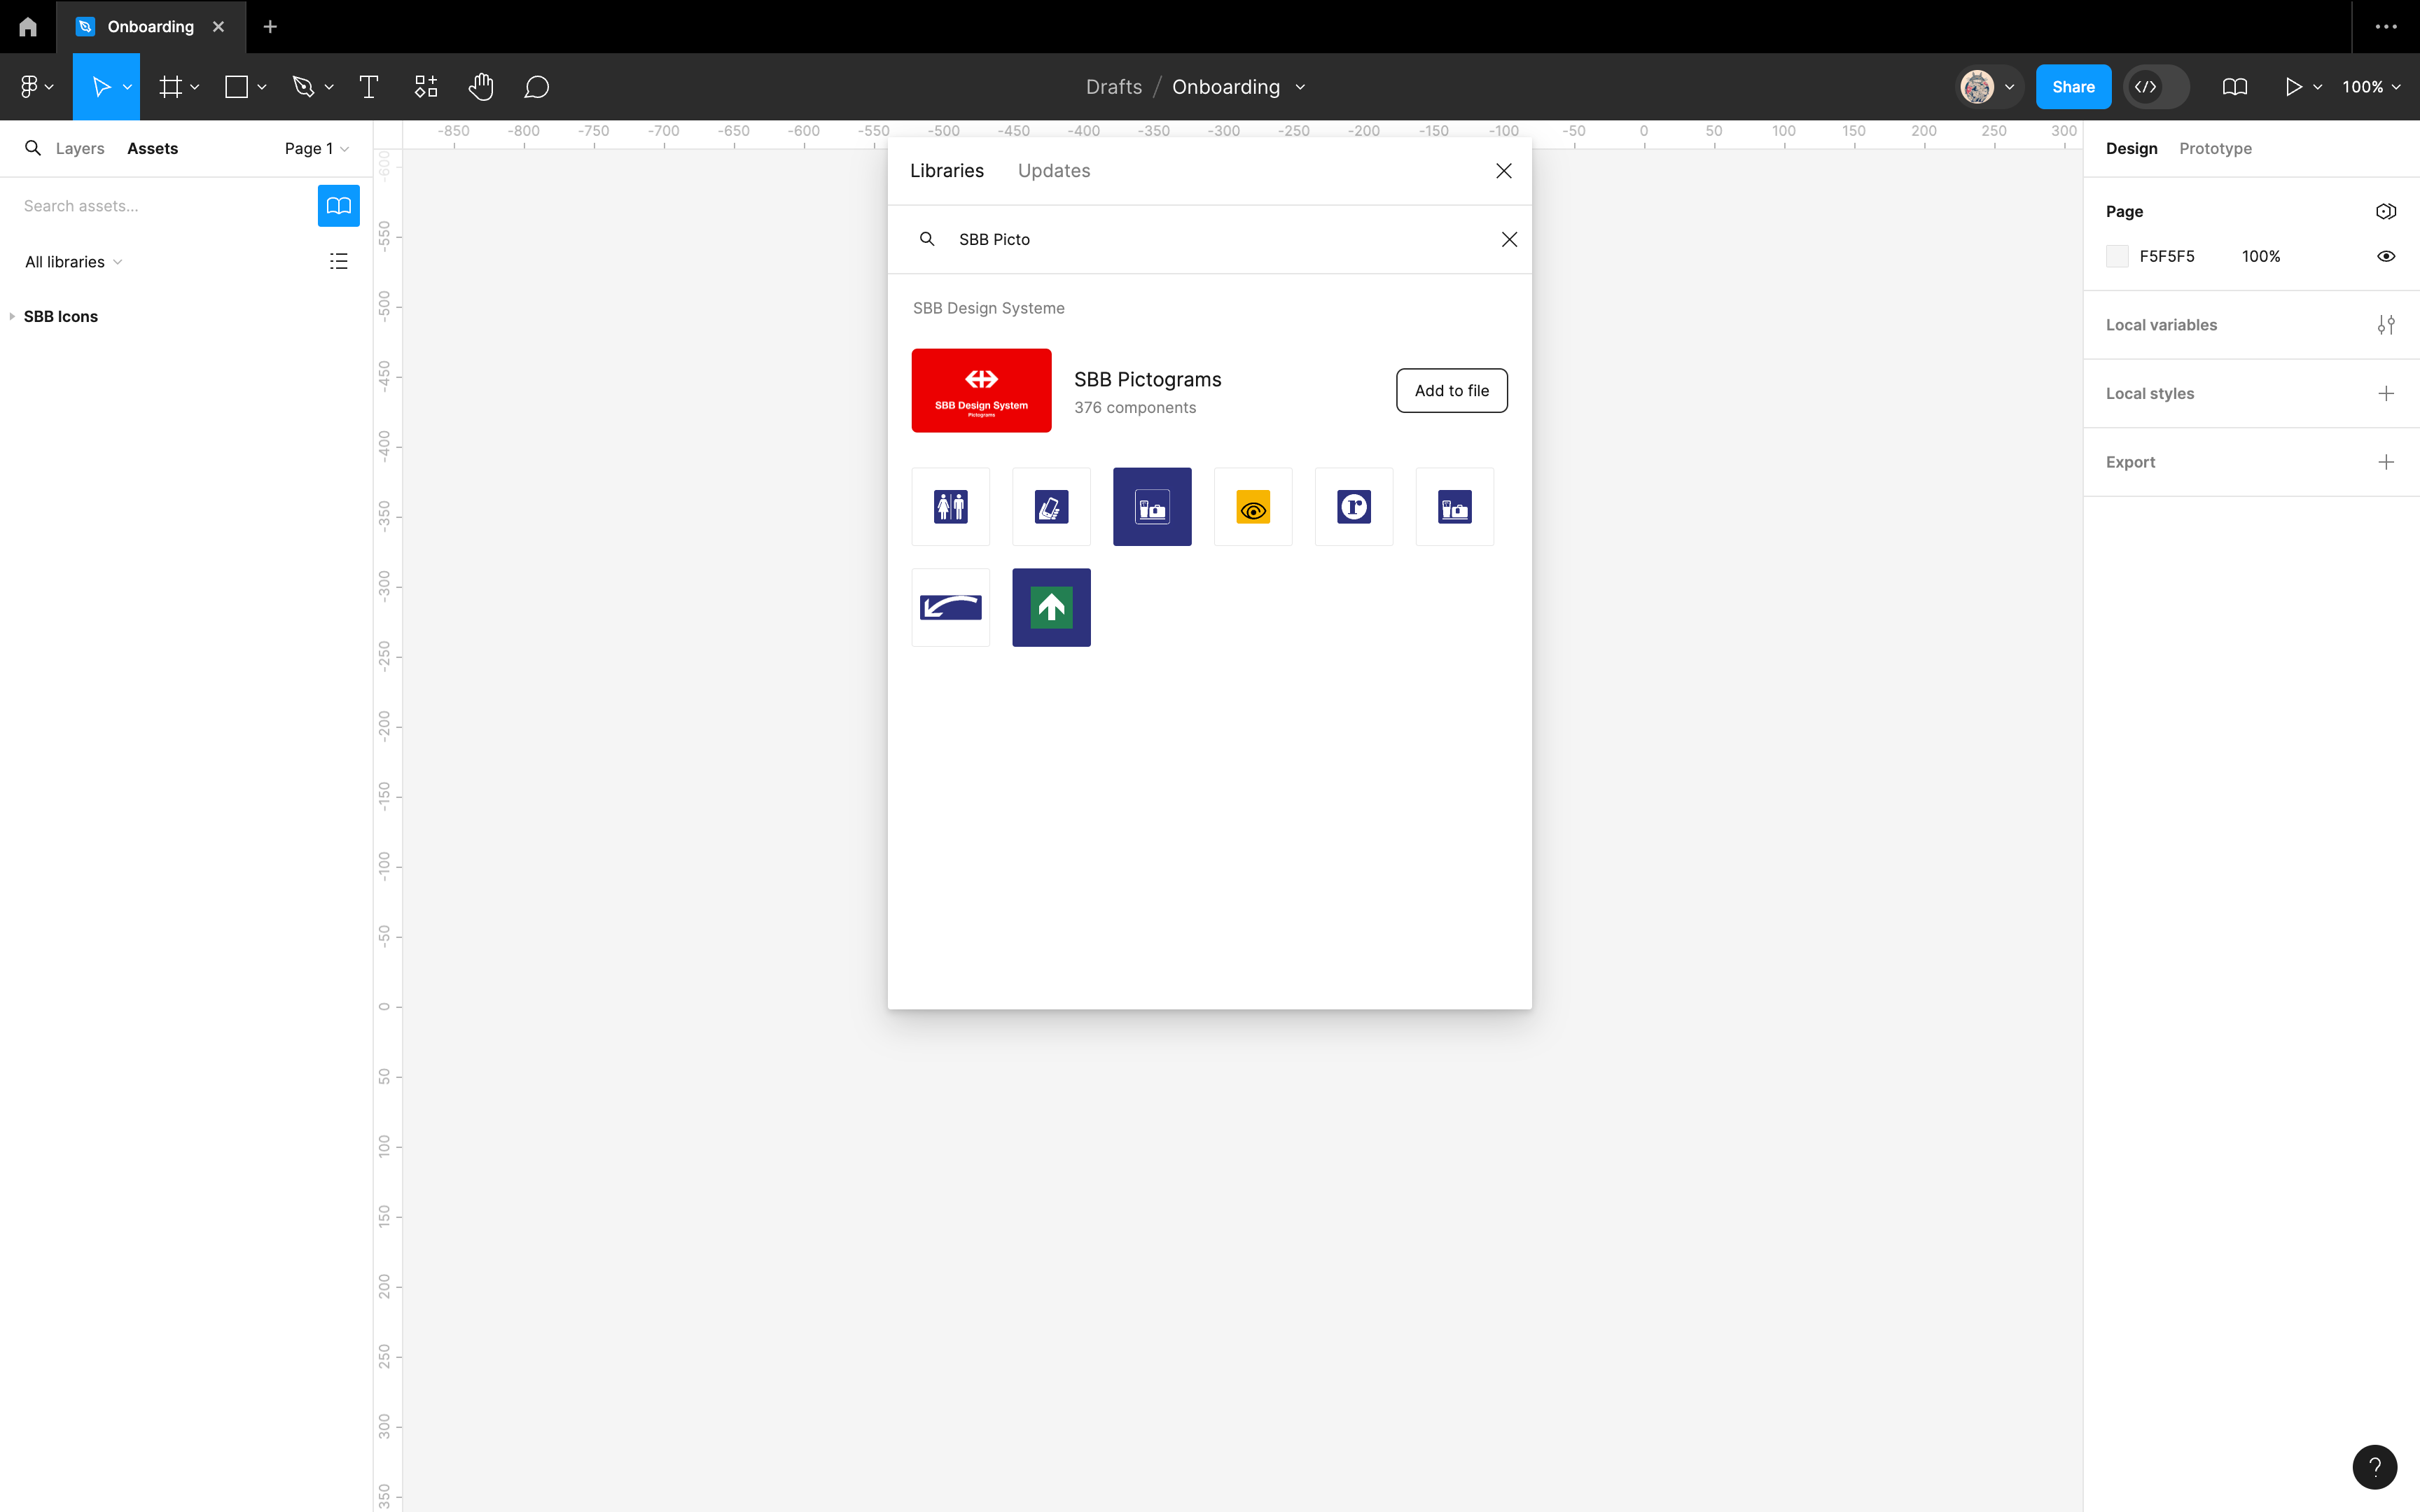 Onboarding
Drafts / Onboarding
Share
100%
Layers Assets Page 1
Search assets...
All libraries
SBB Icons
-850 -800 -750 -700 -650 -600 -550 -500 -450 -400 -350 -300 -250 -200 -150 -100 -50 0 50 100 150 200 250 300
-600
-550
-500
-450
-400
-350
-300
-250
-200
-150
-100
-50
0
50
100
150
200
250
300
350
Libraries Updates
SBB Picto
SBB Design Systeme
SBB Design System
Pictograms
SBB Pictograms
376 components
Add to file
r
Design Prototype
Page
F5F5F5 100%
Local variables
Local styles
Export
?